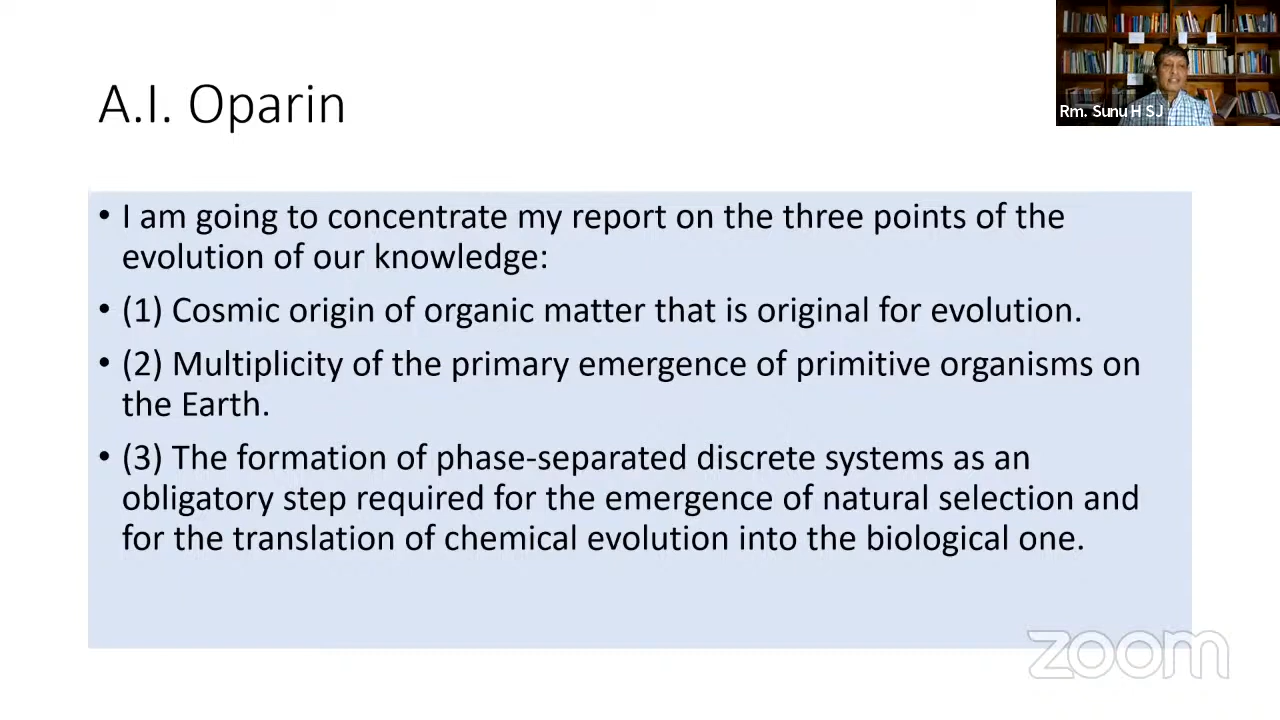 A.I. Oparin
Rm. Sunu H SJ
• I am going to concentrate my report on the three points of the
evolution of our knowledge:
• (1) Cosmic origin of organic matter that is original for evolution.
• (2) Multiplicity of the primary emergence of primitive organisms on
the Earth.
• (3) The formation of phase-separated discrete systems as an
obligatory step required for the emergence of natural selection and
for the translation of chemical evolution into the biological one.
zoom